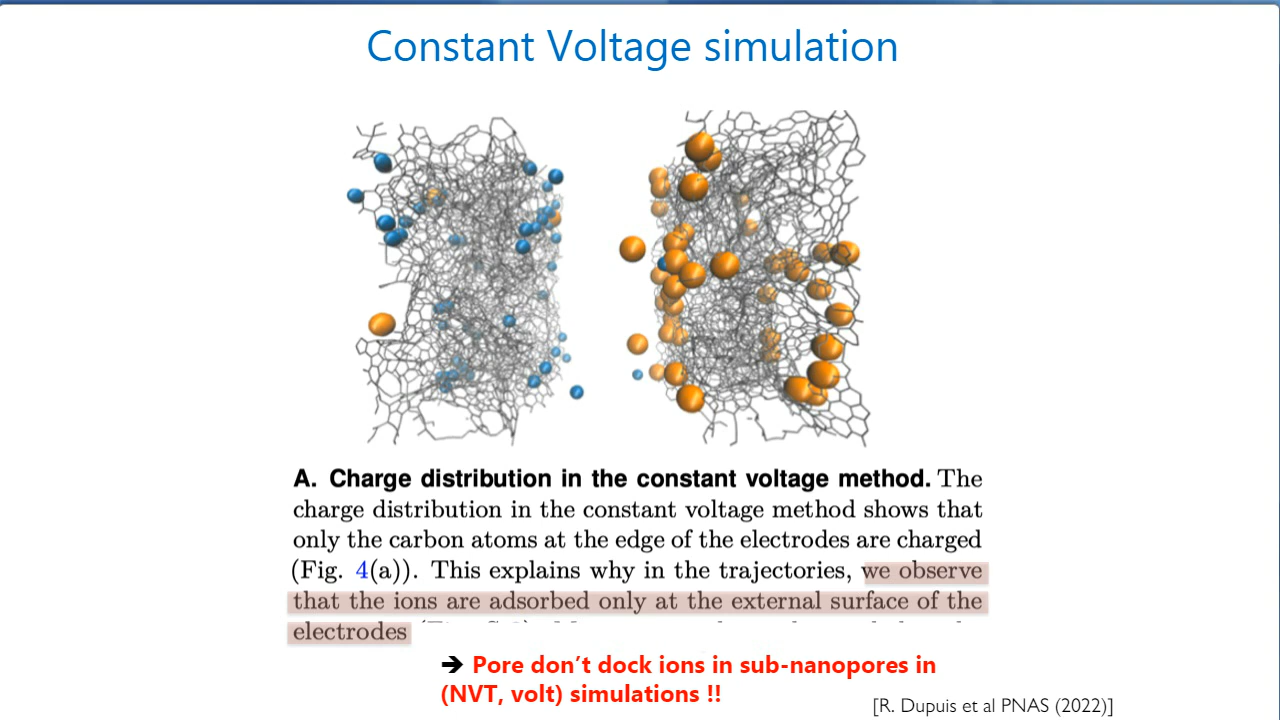 Constant Voltage simulation
A. Charge distribution in the constant voltage method. The
charge distribution in the constant voltage method shows that
only the carbon atoms at the edge of the electrodes are charged
(Fig. 4(a)). This explains why in the trajectories, we observe
that the ions are adsorbed only at the external surface of the
electrodes
➔ Pore don't dock ions in sub-nanopores in
(NVT, volt) simulations !!
[R. Dupuis et al PNAS (2022)]